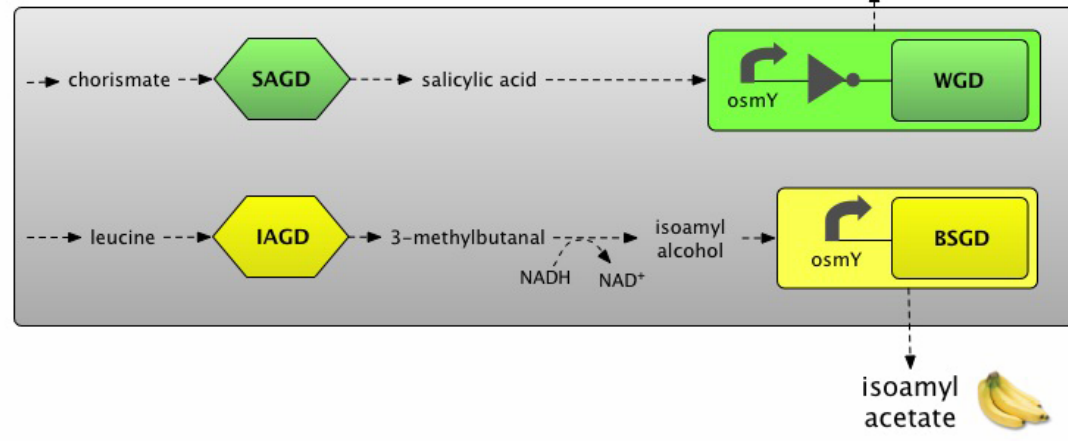 chorismate
SAGD
salicylic acid
osmY
WGD
leucine
IAGD
3-methylbutanal
NADH
NAD⁺
isoamyl
alcohol
osmY
BSGD
isoamyl
acetate